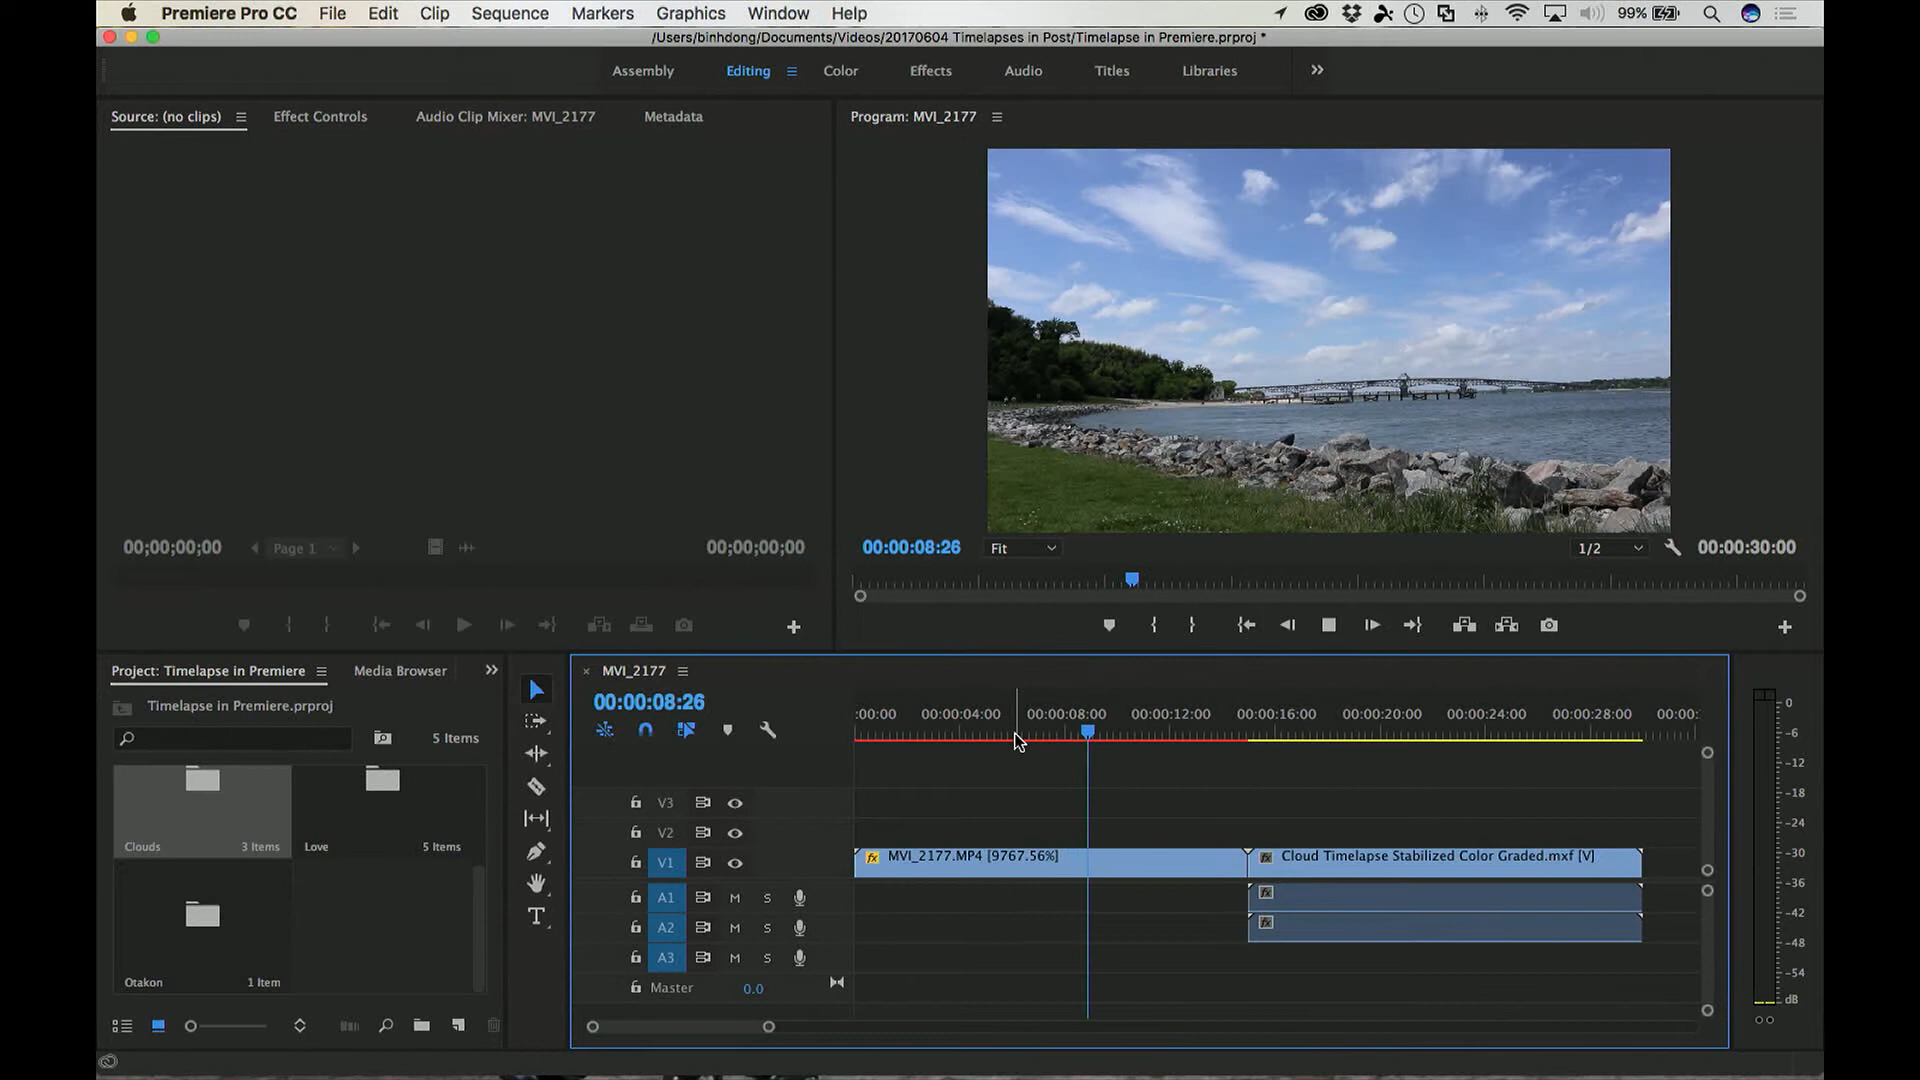 Premiere Pro CC File Edit Clip Sequence Markers Graphics Window Help 99%
/Users/binhdong/Documents/Videos/20170604 Timelapses in Post/Timelapse in Premiere.prproj *
Assembly Editing Color Effects Audio Titles Libraries
Source: (no clips) Effect Controls Audio Clip Mixer: MVI_2177 Metadata
Program: MVI_2177
00;00;00;00 Page 1 00;00;00;00
00:00:08:26 Fit 1/2 00:00:30:00
Project: Timelapse in Premiere Media Browser
Timelapse in Premiere.prproj
5 Items
Clouds 3 Items Love 5 Items
Otakon 1 Item
MVI_2177
00:00:08:26
:00:00 00:00:04:00 00:00:08:00 00:00:12:00 00:00:16:00 00:00:20:00 00:00:24:00 00:00:28:00 00:00:
V3
V2
V1 fx MVI_2177.MP4 [9767.56%] fx Cloud Timelapse Stabilized Color Graded.mxf [V]
A1 M S fx
A2 M S fx
A3 M S
Master 0.0
0
-6
-12
-18
-24
-30
-36
-42
-48
-54
dB